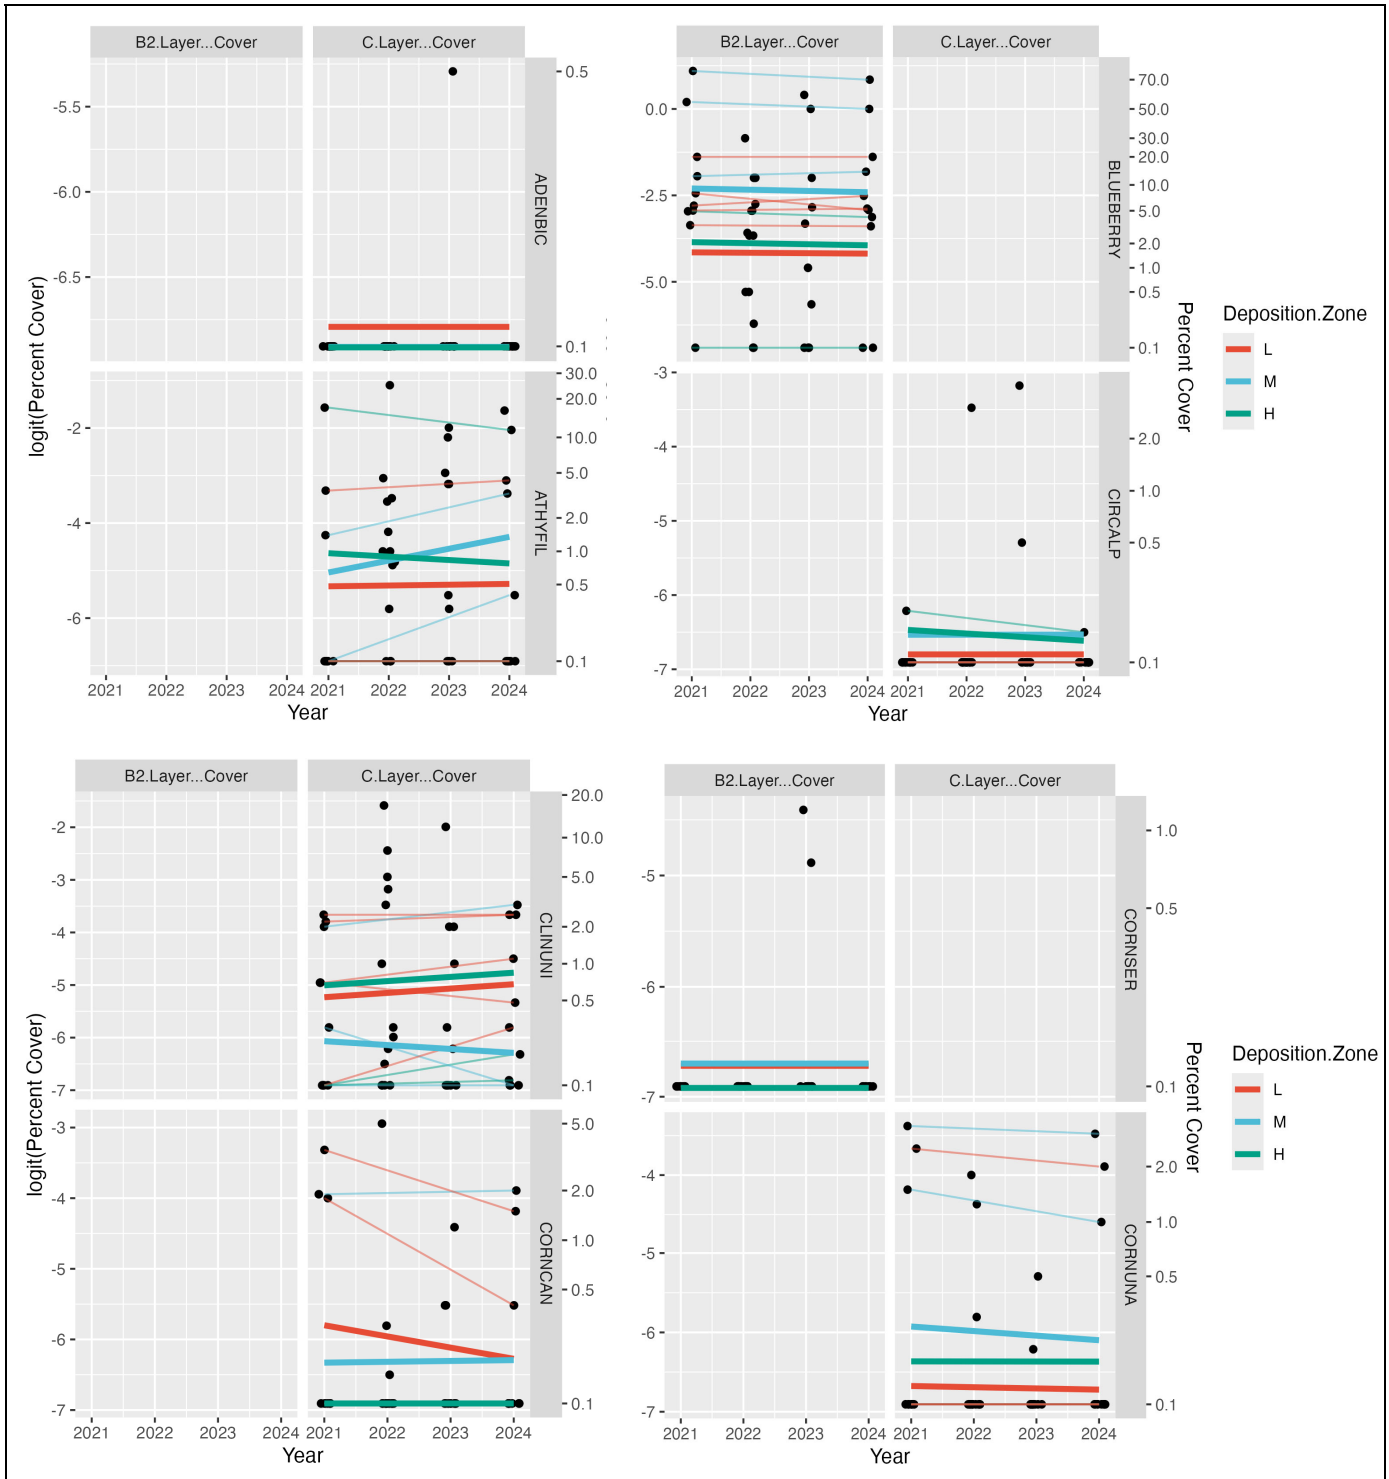 B2.Layer...Cover C.Layer...Cover
-5.5
-6.0
-6.5
0.5
0.1
ADENBIC
-2
-4
-6
30.0
20.0
10.0
5.0
2.0
1.0
0.5
0.1
ATHYFIL
logit(Percent Cover)
2021 2022 2023 2024 2021 2022 2023 2024
Year
B2.Layer...Cover C.Layer...Cover
0.0
-2.5
-5.0
70.0
50.0
30.0
20.0
10.0
5.0
2.0
1.0
0.5
0.1
BLUEBERRY
-3
-4
-5
-6
-7
2.0
1.0
0.5
0.1
CIRCALP
Percent Cover
2021 2022 2023 2024 2021 2022 2023 2024
Year
Deposition.Zone
L
M
H
B2.Layer...Cover C.Layer...Cover
-2
-3
-4
-5
-6
-7
20.0
10.0
5.0
2.0
1.0
0.5
0.1
CLINUNI
-3
-4
-5
-6
-7
5.0
2.0
1.0
0.5
0.1
CORNCAN
logit(Percent Cover)
2021 2022 2023 2024 2021 2022 2023 2024
Year
B2.Layer...Cover C.Layer...Cover
-5
-6
-7
1.0
0.5
0.1
CORNSER
-4
-5
-6
-7
2.0
1.0
0.5
0.1
CORNUNA
Percent Cover
2021 2022 2023 2024 2021 2022 2023 2024
Year
Deposition.Zone
L
M
H